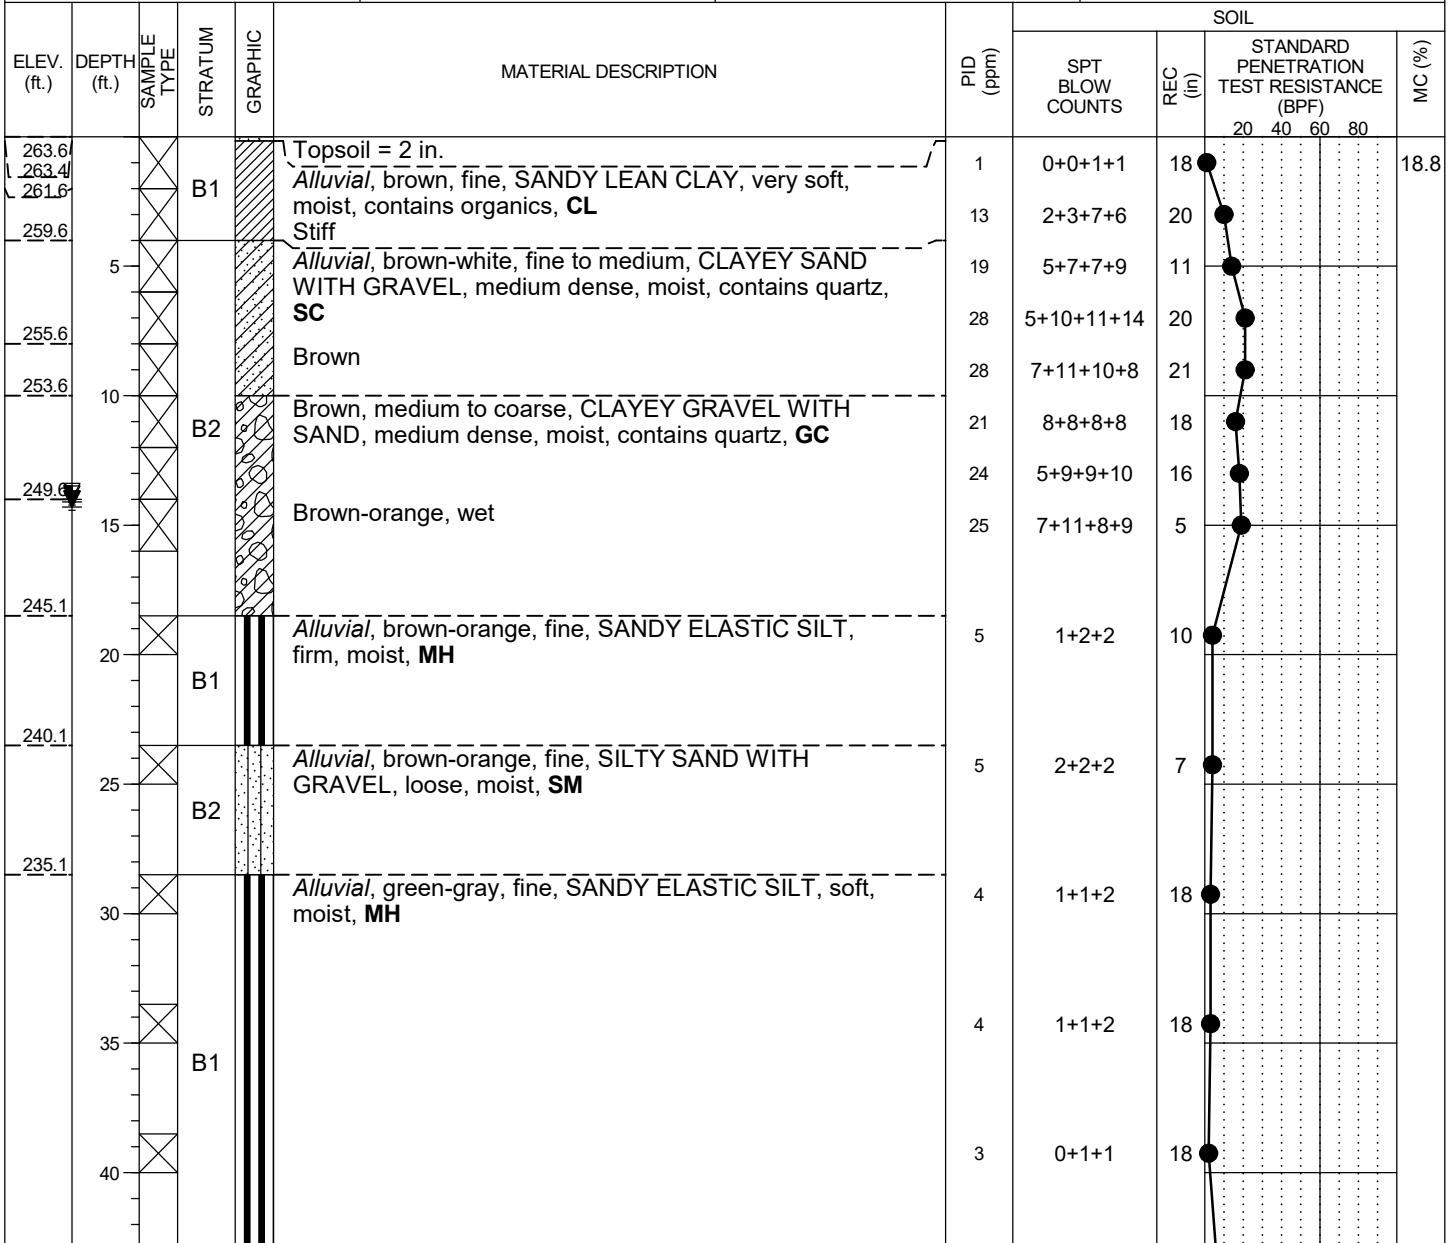 SOIL
ELEV. (ft.)
DEPTH (ft.)
SAMPLE TYPE
STRATUM
GRAPHIC
MATERIAL DESCRIPTION
PID (ppm)
SPT BLOW COUNTS
REC (in)
STANDARD PENETRATION TEST RESISTANCE (BPF)
20 40 60 80
MC (%)
263.6 Topsoil = 2 in.
1 0+0+1+1 18 18.8
263.4 Alluvial, brown, fine, SANDY LEAN CLAY, very soft,
261.6 B1 moist, contains organics, CL
13 2+3+7+6 20
259.6 Stiff
5 Alluvial, brown-white, fine to medium, CLAYEY SAND 19 5+7+7+9 11
WITH GRAVEL, medium dense, moist, contains quartz,
SC 28 5+10+11+14 20
255.6
Brown
28 7+11+10+8 21
253.6
10 Brown, medium to coarse, CLAYEY GRAVEL WITH
B2 SAND, medium dense, moist, contains quartz, GC 21 8+8+8+8 18
24 5+9+9+10 16
249.6
15 Brown-orange, wet 25 7+11+8+9 5
245.1
Alluvial, brown-orange, fine, SANDY ELASTIC SILT, 5 1+2+2 10
20 firm, moist, MH
B1
240.1
Alluvial, brown-orange, fine, SILTY SAND WITH 5 2+2+2 7
25 GRAVEL, loose, moist, SM
B2
235.1
Alluvial, green-gray, fine, SANDY ELASTIC SILT, soft, 4 1+1+2 18
30 moist, MH
4 1+1+2 18
35
B1
3 0+1+1 18
40